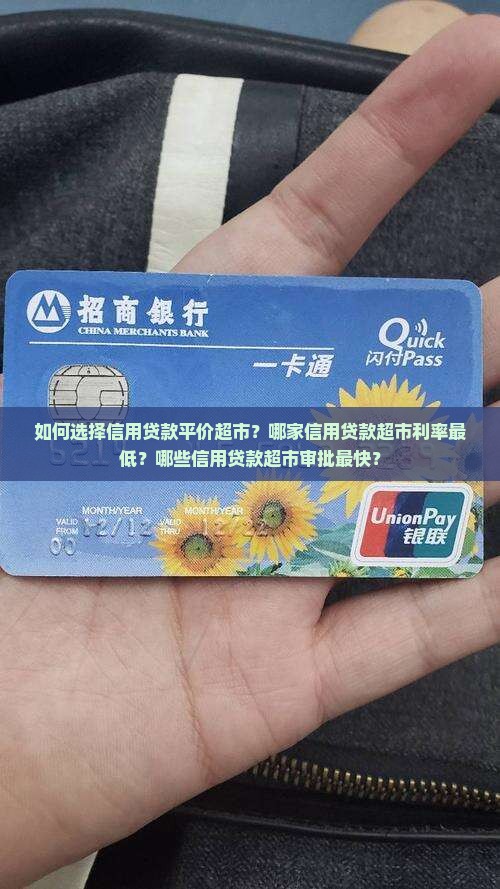 招商银行
CHINA MERCHANTS BANK
Quick
闪付Pass
一卡通
如何选择信用贷款平价超市？哪家信用贷款超市利率最
低？哪些信用贷款超市审批最快？
MONTH/YEAR MONTH/YEAR
VALID FROM 12/12 VALID THRU 12/22
00
UnionPay
银联